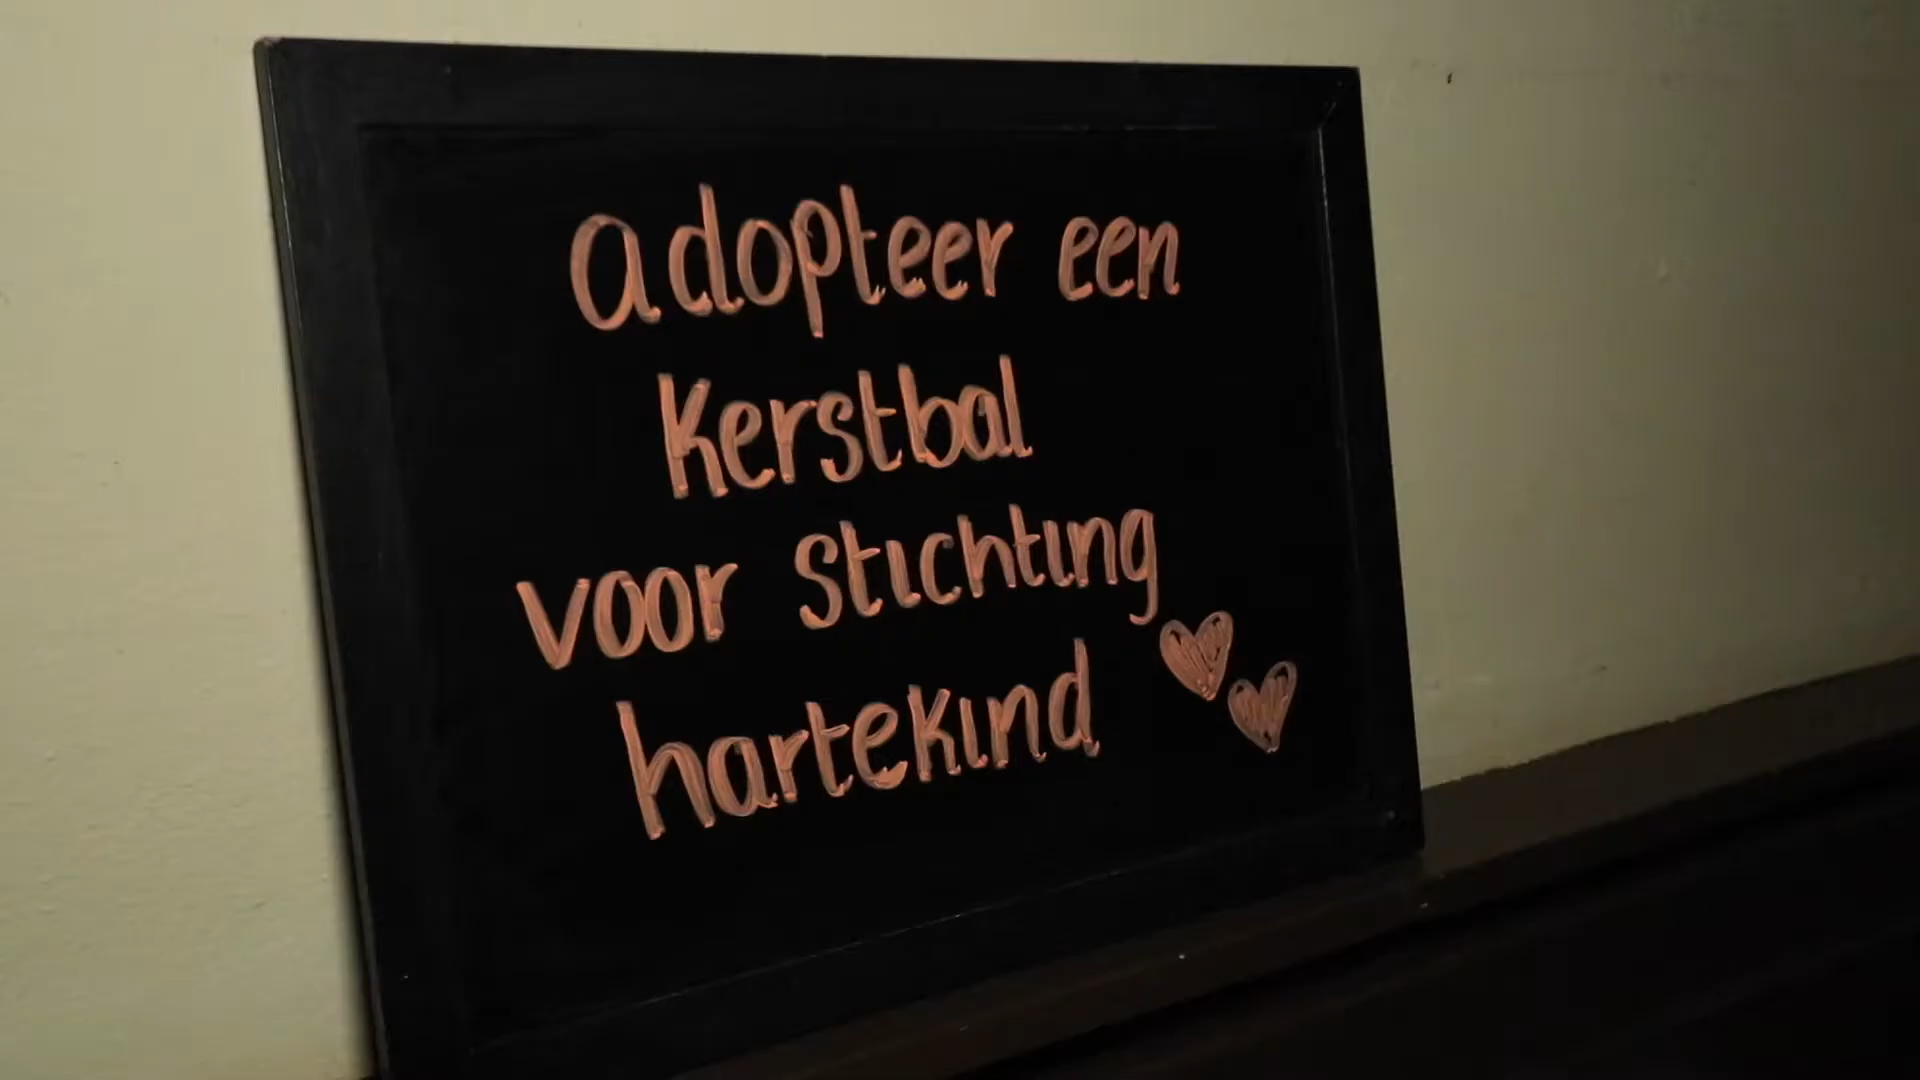 adopteer een
kerstbal
voor stichting
hartekind